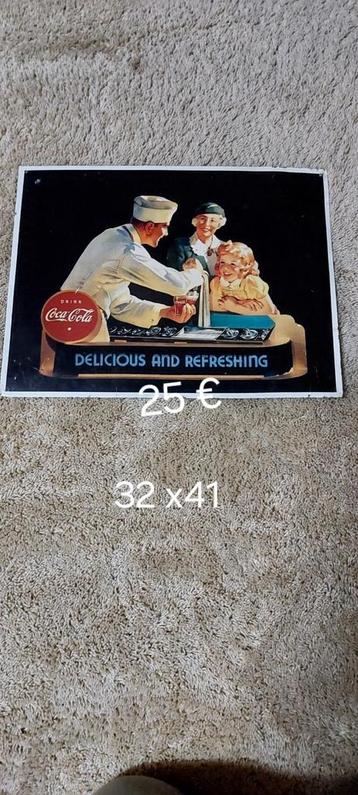 DRINK
Coca-Cola
DELICIOUS AND REFRESHING
25 €
32 x41